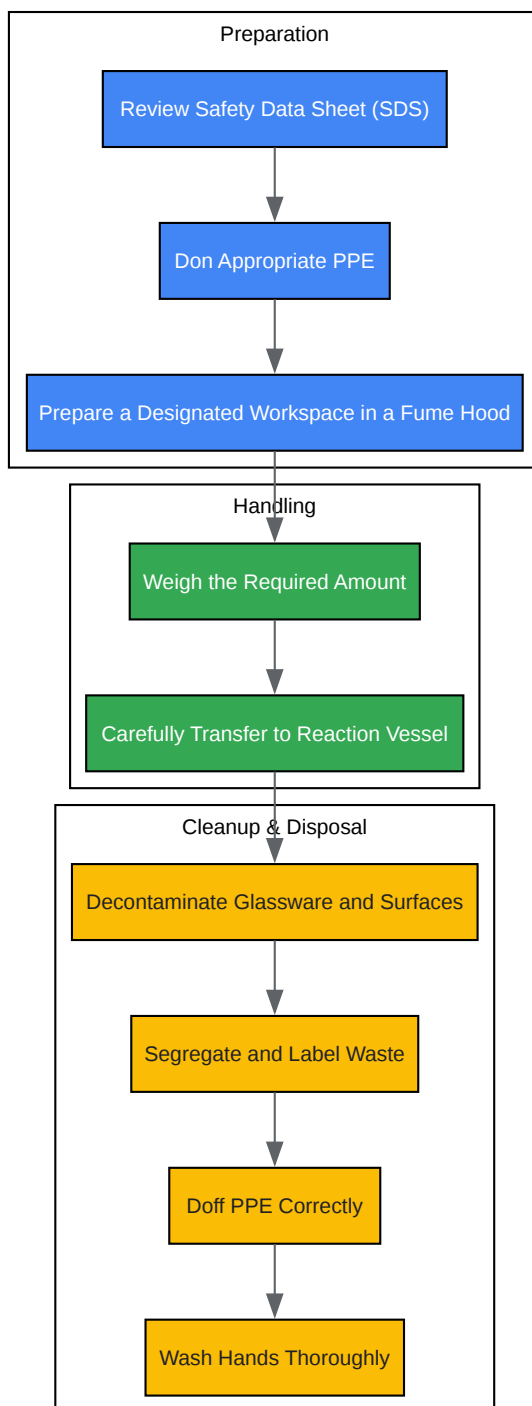 Preparation
Review Safety Data Sheet (SDS)
Don Appropriate PPE
Prepare a Designated Workspace in a Fume Hood
Handling
Weigh the Required Amount
Carefully Transfer to Reaction Vessel
Cleanup & Disposal
Decontaminate Glassware and Surfaces
Segregate and Label Waste
Doff PPE Correctly
Wash Hands Thoroughly